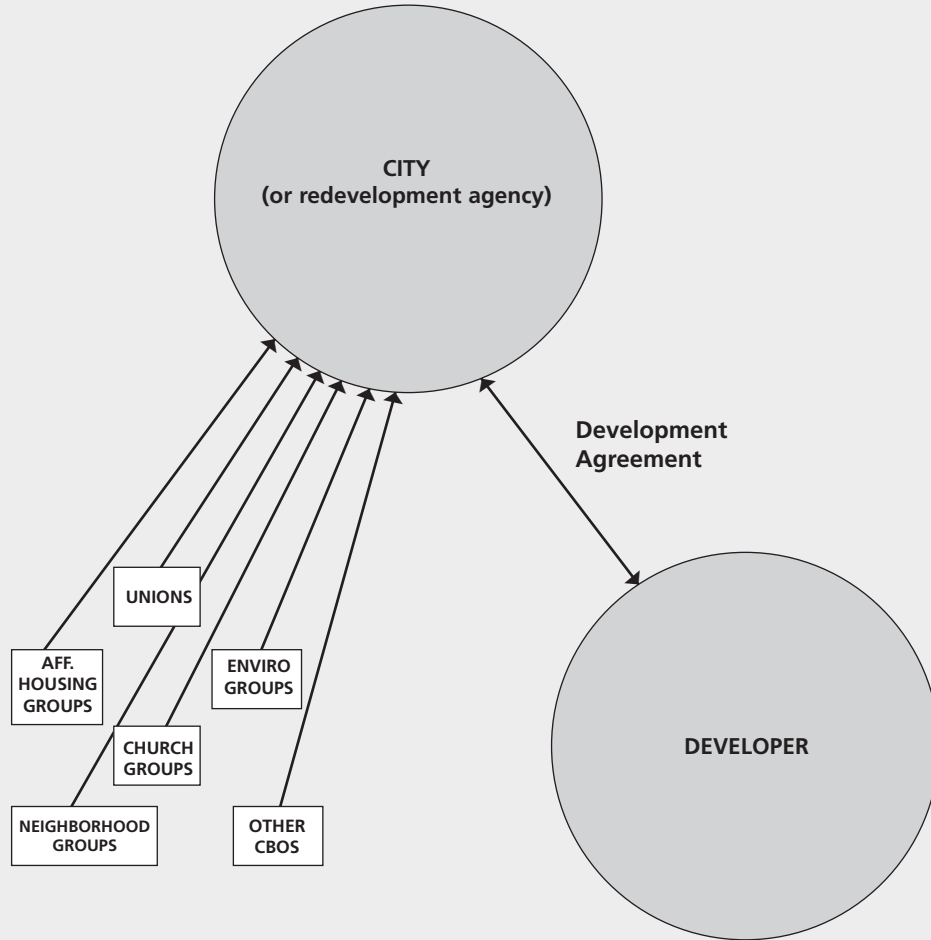 CITY
(or redevelopment agency)
Development
Agreement
UNIONS
AFF.
HOUSING
GROUPS
ENVIRO
GROUPS
CHURCH
GROUPS
DEVELOPER
NEIGHBORHOOD
GROUPS
OTHER
CBOS